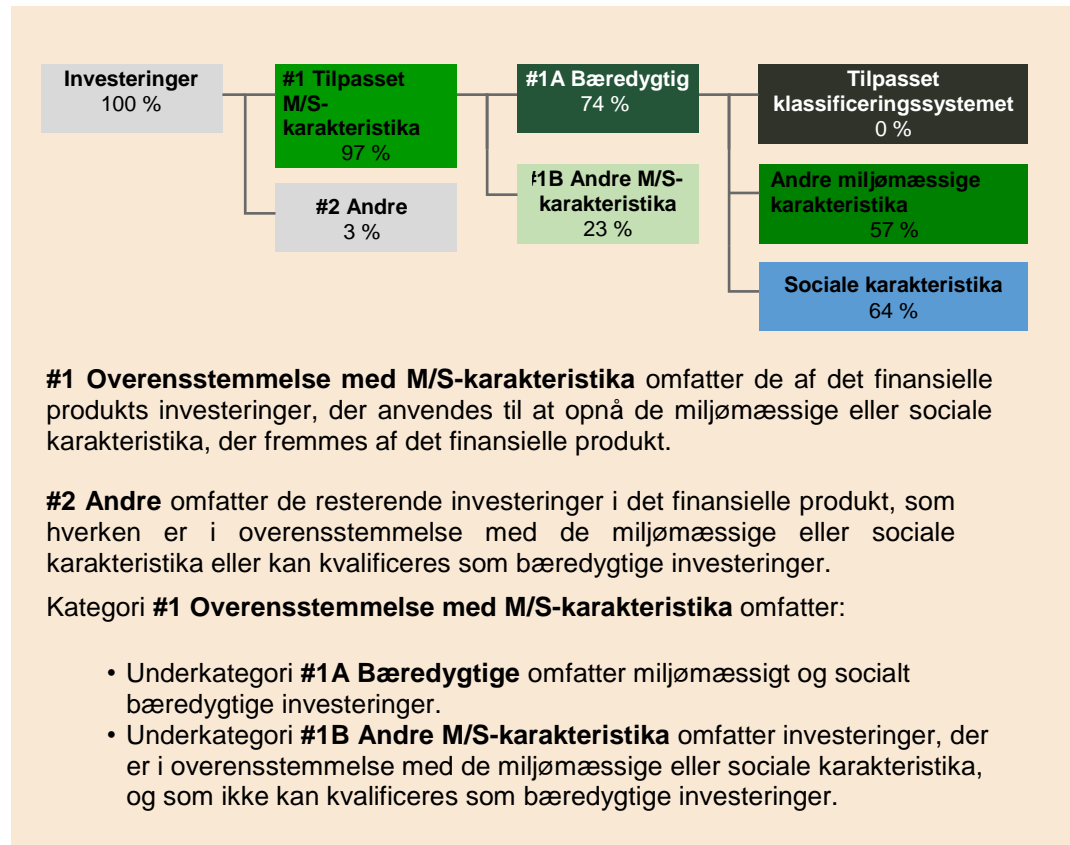 Investeringer
100 %
#1 Tilpasset
M/S-
karakteristika
97 %
#2 Andre
3 %
#1A Bæredygtig
74 %
#1B Andre M/S-
karakteristika
23 %
Tilpasset
klassificeringssystemet
0 %
Andre miljømæssige
karakteristika
57 %
Sociale karakteristika
64 %
#1 Overensstemmelse med M/S-karakteristika omfatter de af det finansielle
produkts investeringer, der anvendes til at opnå de miljømæssige eller sociale
karakteristika, der fremmes af det finansielle produkt.
#2 Andre omfatter de resterende investeringer i det finansielle produkt, som
hverken er i overensstemmelse med de miljømæssige eller sociale
karakteristika eller kan kvalificeres som bæredygtige investeringer.
Kategori #1 Overensstemmelse med M/S-karakteristika omfatter:
• Underkategori #1A Bæredygtige omfatter miljømæssigt og socialt
bæredygtige investeringer.
• Underkategori #1B Andre M/S-karakteristika omfatter investeringer, der
er i overensstemmelse med de miljømæssige eller sociale karakteristika,
og som ikke kan kvalificeres som bæredygtige investeringer.